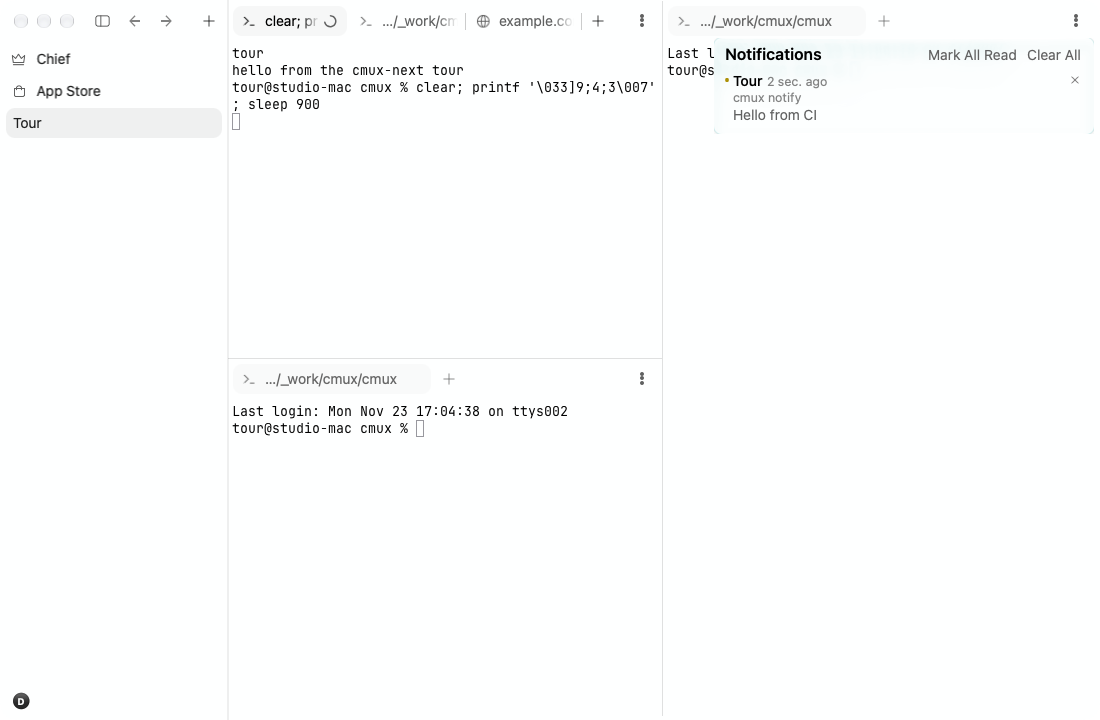 Chief
App Store
Tour
clear; pr
.../_work/cm
example.co
tour
hello from the cmux-next tour
tour@studio-mac cmux % clear; printf '\033]9;4;3\007'
; sleep 900
.../_work/cmux/cmux
Last login: Mon Nov 23 17:04:38 on ttys002
tour@studio-mac cmux %
.../_work/cmux/cmux
Last l
tour@s
Notifications
Mark All Read
Clear All
Tour 2 sec. ago
cmux notify
Hello from CI
D